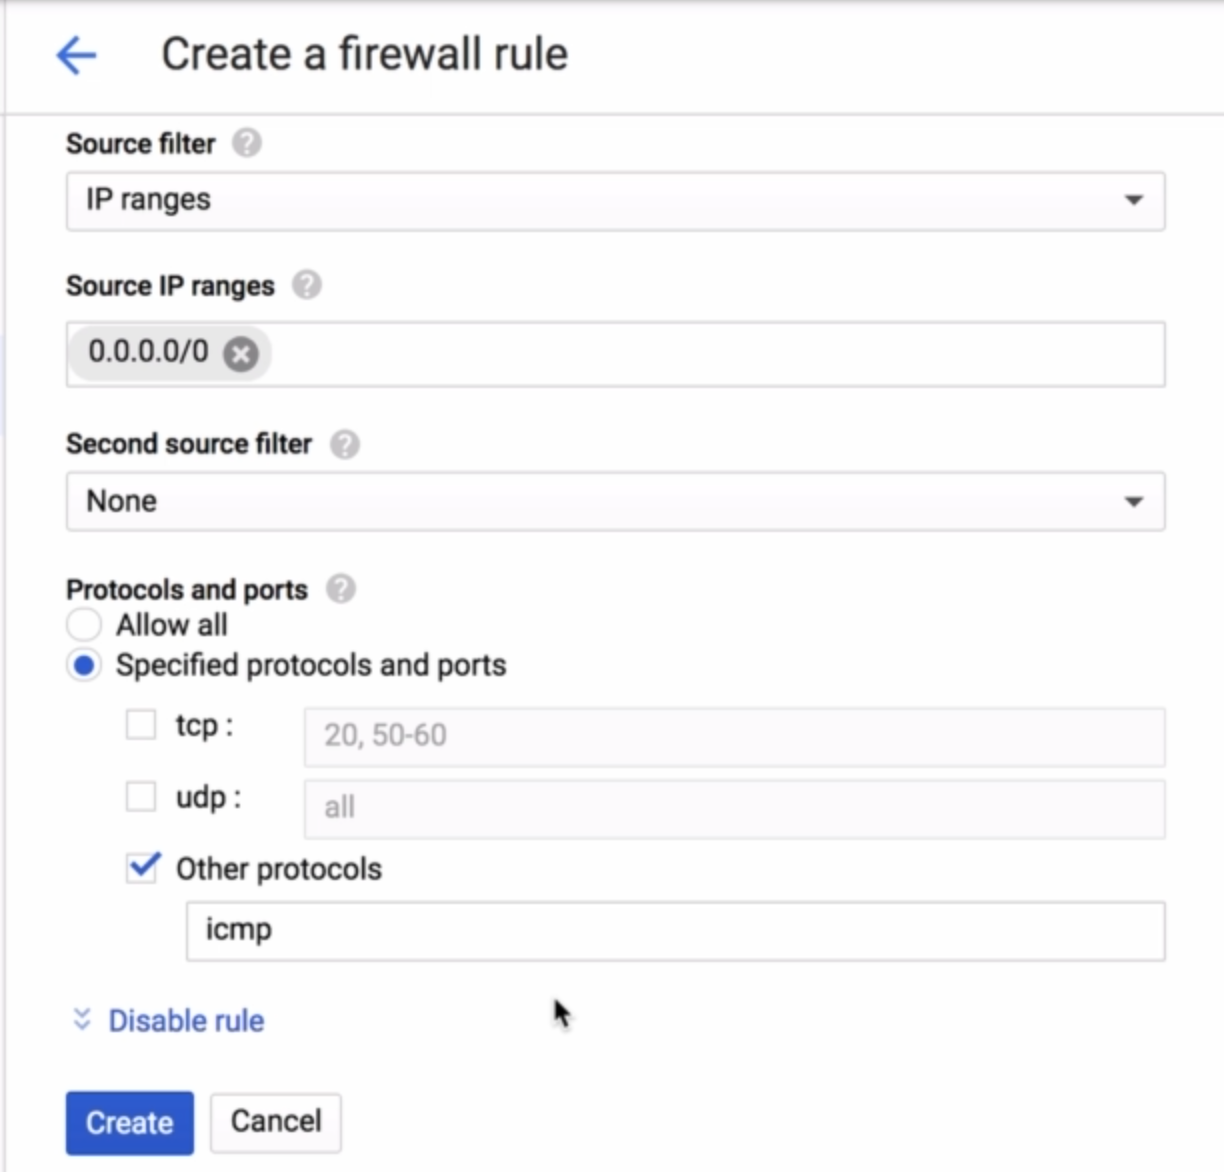 Create a firewall rule
Source filter ?
IP ranges
Source IP ranges ?
0.0.0.0/0
Second source filter ?
None
Protocols and ports ?
Allow all
Specified protocols and ports
tcp : 20, 50-60
udp : all
Other protocols
icmp
Disable rule
Create Cancel